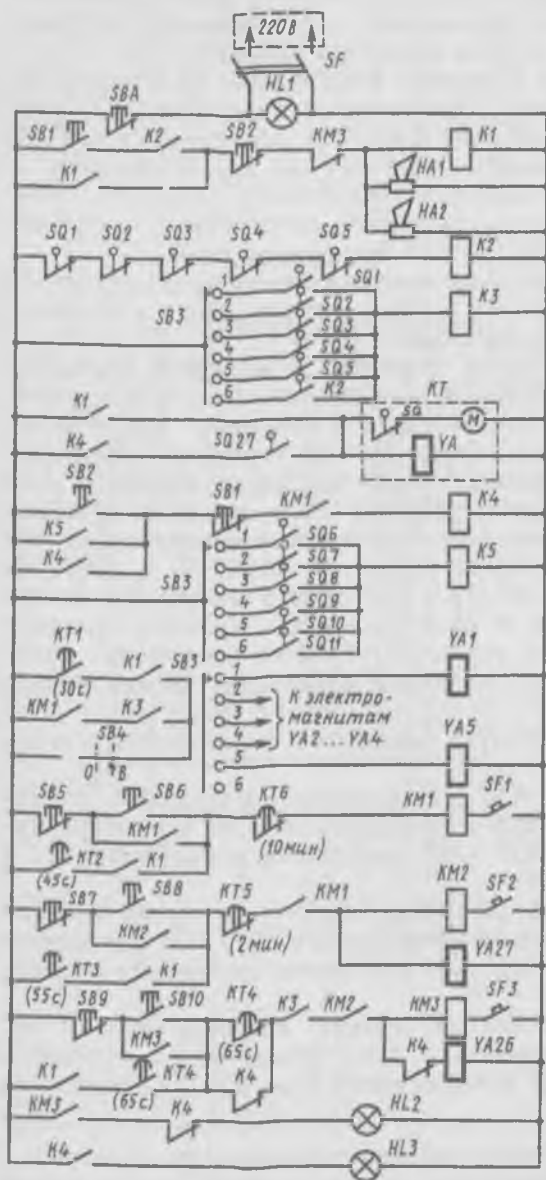 220 В
SF
HL1
SBA
SB1 K2 SB2 KM3 K1
K1 HA1
HA2
SQ1 SQ2 SQ3 SQ4 SQ5 K2
1 SQ1
2 SQ2 K3
SB3 3 SQ3
4 SQ4
5 SQ5
6 K2
K1 KT
SQ M
K4 SQ27 YA
SB2 SB1 KM1 K4
K5 1 SQ6
2 SQ7 K5
K4 3 SQ8
SB3 4 SQ9
5 SQ10
6 SQ11
KT1 K1 SB3 1 YA1
(30с) 2 К электро-
KM1 K3 3 магнитам
SB4 4 YA2...YA4 YA5
О В 5
6
SB5 SB6 KT6 KM1 SF1
KM1 (10мин)
KT2 K1
(45с)
SB7 SB8 KT5 KM1 KM2 SF2
KM2 (2мин)
YA27
KT3 K1
(55с)
SB9 SB10 KT4 K3 KM2 KM3 SF3
KM3 (65с)
K4 YA26
K1 KT4 K4
(65с)
KM3 K4 HL2
K4 HL3